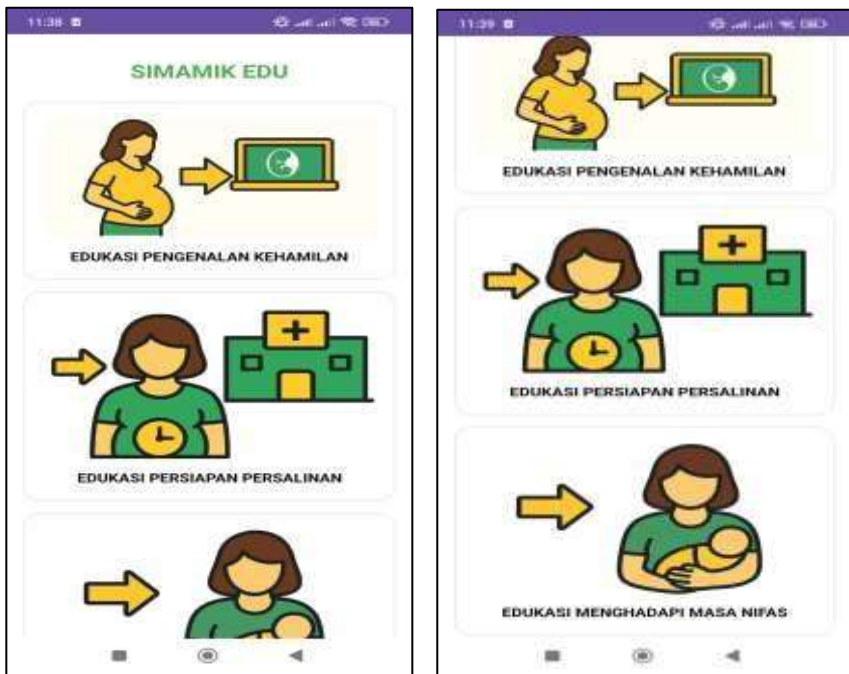 11:38
SIMAMIK EDU
EDUKASI PENGENALAN KEHAMILAN
EDUKASI PERSIAPAN PERSALINAN
11:39
EDUKASI PENGENALAN KEHAMILAN
EDUKASI PERSIAPAN PERSALINAN
EDUKASI MENGHADAPI MASA NIFAS